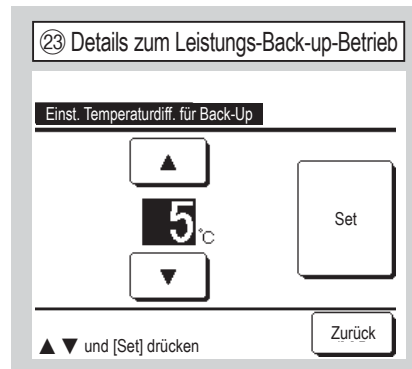 ㉓ Details zum Leistungs-Back-up-Betrieb
Einst. Temperaturdiff. für Back-Up
▲
5°C
Set
▼
▲ ▼ und [Set] drücken
Zurück